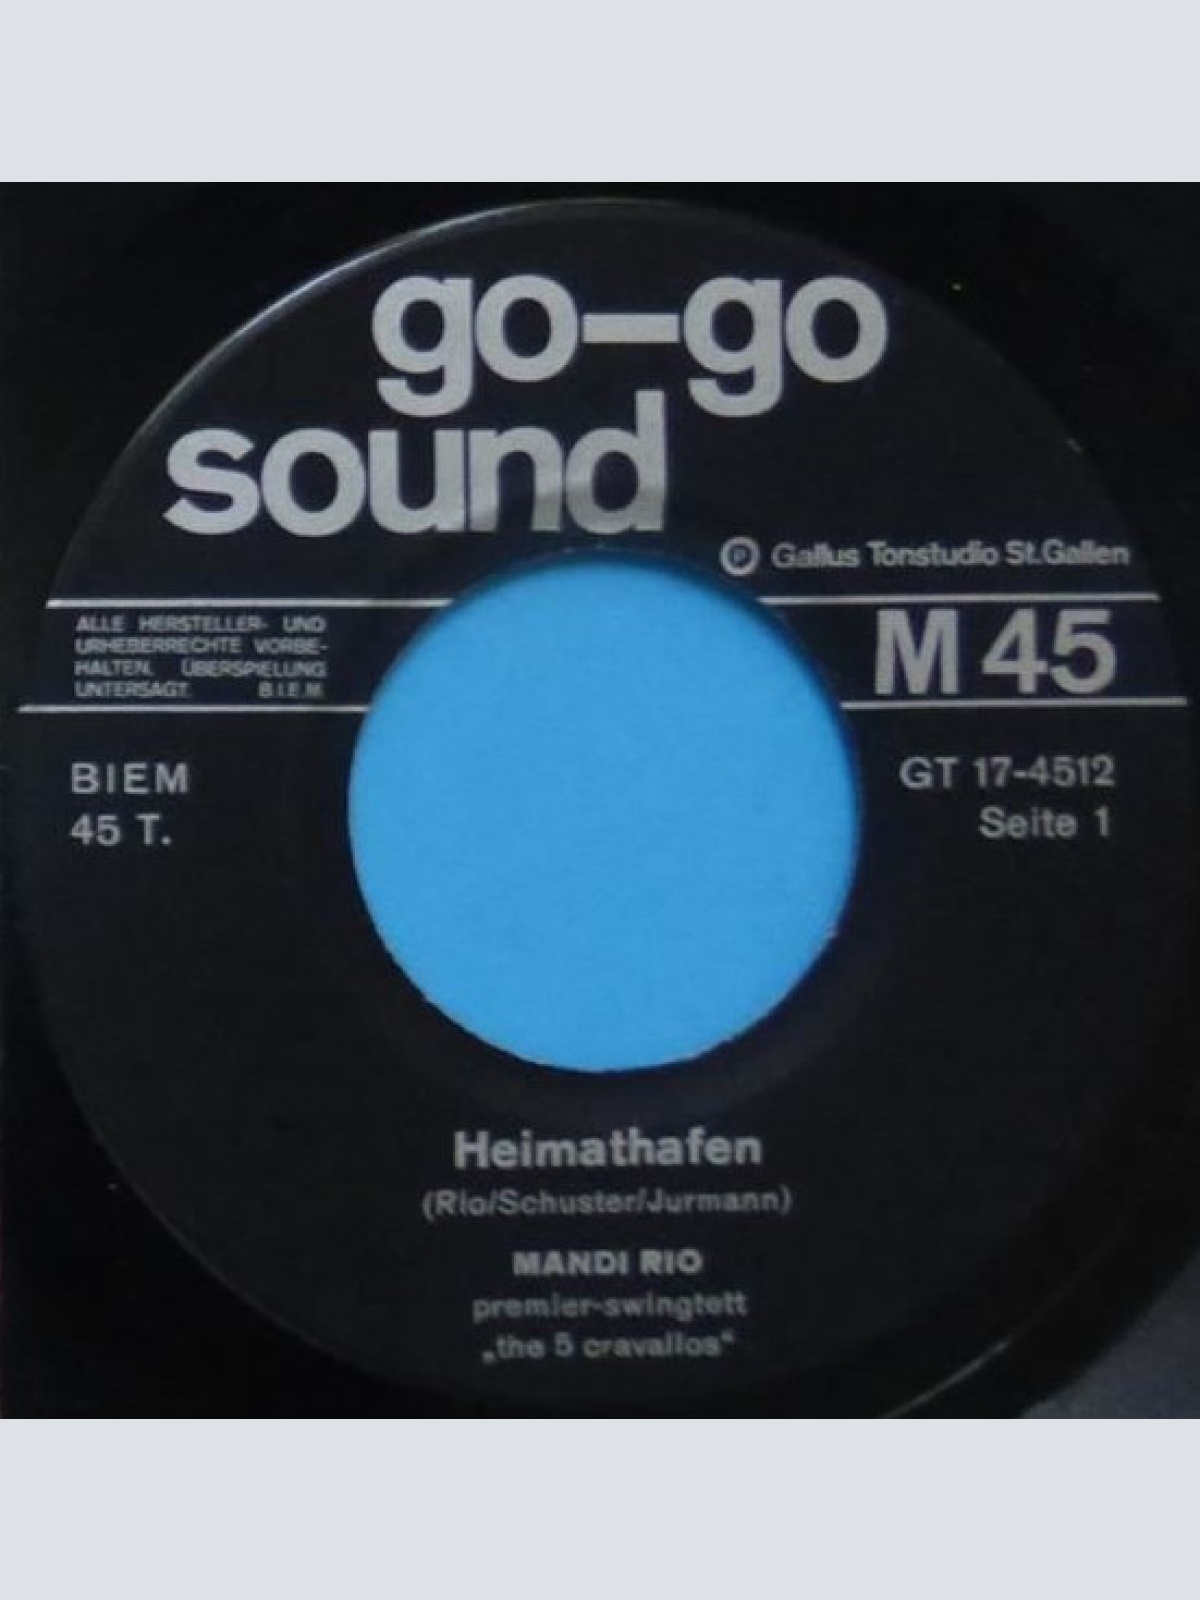 go-go
sound
Ⓟ Gallus Tonstudio St.Gallen
ALLE HERSTELLER- UND
URHEBERRECHTE VORBE-
HALTEN. ÜBERSPIELUNG
UNTERSAGT. B.I.E.M.
M 45
BIEM
45 T.
GT 17-4512
Seite 1
Heimathafen
(Rio/Schuster/Jurmann)
MANDI RIO
premier-swingtett
„the 5 cravallos“